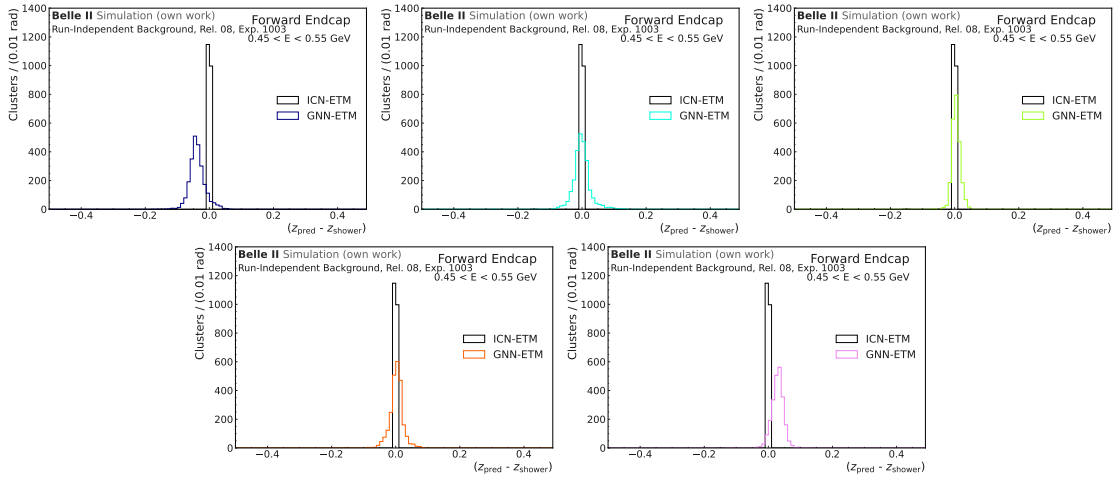 Belle II Simulation (own work)
Forward Endcap
Run-Independent Background, Rel. 08, Exp. 1003
0.45 < E < 0.55 GeV
Clusters / (0.01 rad)
1400
1200
1000
800
600
400
200
0
ICN-ETM
GNN-ETM
−0.4 −0.2 0.0 0.2 0.4
(z_pred - z_shower)
Belle II Simulation (own work)
Forward Endcap
Run-Independent Background, Rel. 08, Exp. 1003
0.45 < E < 0.55 GeV
Clusters / (0.01 rad)
1400
1200
1000
800
600
400
200
0
ICN-ETM
GNN-ETM
−0.4 −0.2 0.0 0.2 0.4
(z_pred - z_shower)
Belle II Simulation (own work)
Forward Endcap
Run-Independent Background, Rel. 08, Exp. 1003
0.45 < E < 0.55 GeV
Clusters / (0.01 rad)
1400
1200
1000
800
600
400
200
0
ICN-ETM
GNN-ETM
−0.4 −0.2 0.0 0.2 0.4
(z_pred - z_shower)
Belle II Simulation (own work)
Forward Endcap
Run-Independent Background, Rel. 08, Exp. 1003
0.45 < E < 0.55 GeV
Clusters / (0.01 rad)
1400
1200
1000
800
600
400
200
0
ICN-ETM
GNN-ETM
−0.4 −0.2 0.0 0.2 0.4
(z_pred - z_shower)
Belle II Simulation (own work)
Forward Endcap
Run-Independent Background, Rel. 08, Exp. 1003
0.45 < E < 0.55 GeV
Clusters / (0.01 rad)
1400
1200
1000
800
600
400
200
0
ICN-ETM
GNN-ETM
−0.4 −0.2 0.0 0.2 0.4
(z_pred - z_shower)